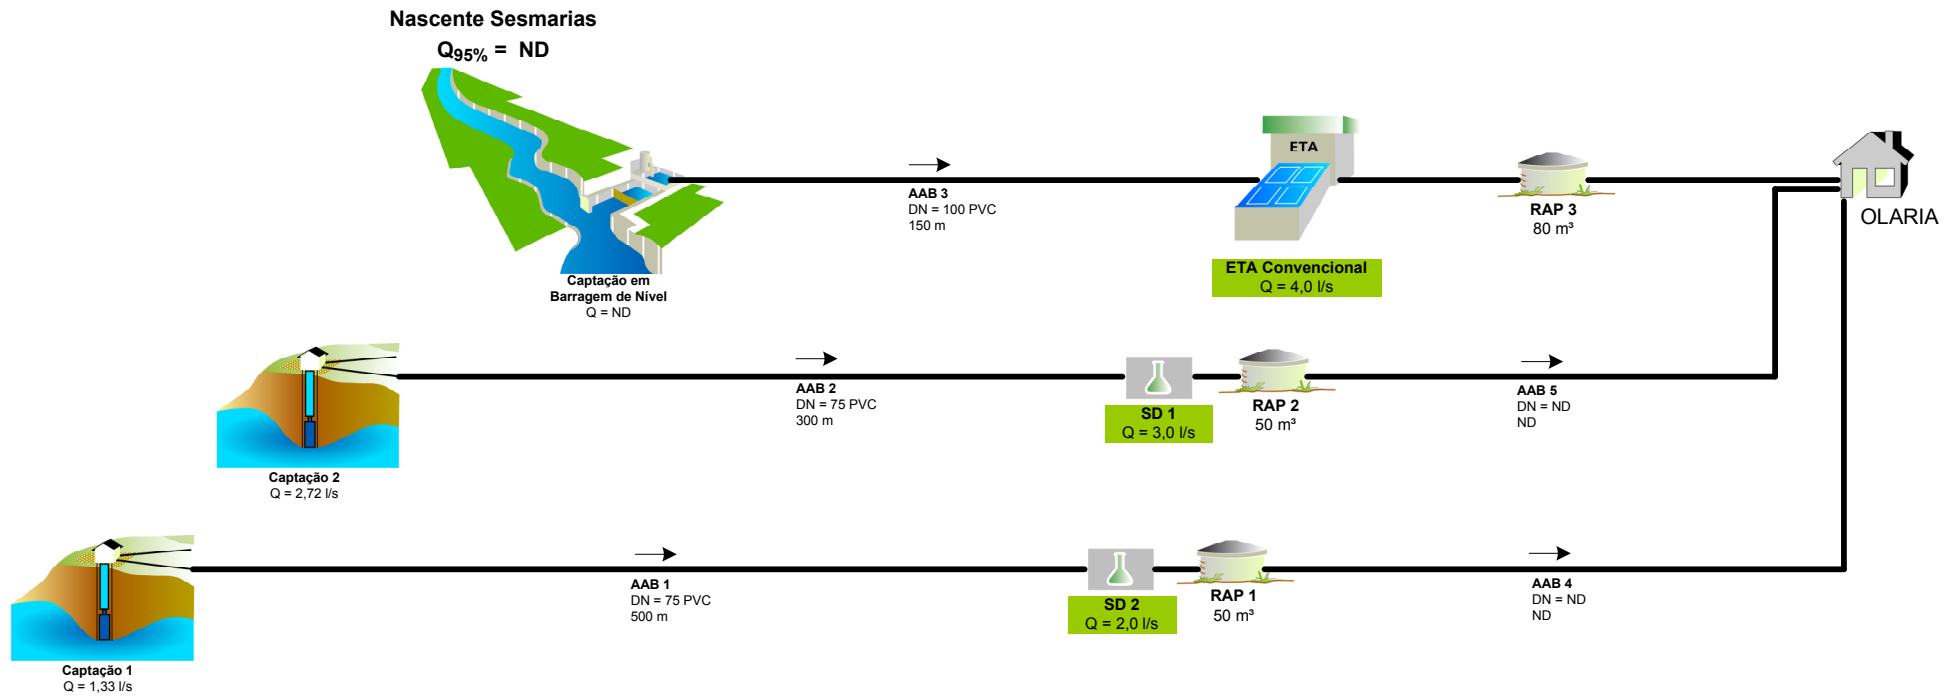 Nascente Sesmarias
Q95% = ND
Captação em
Barragem de Nível
Q = ND
AAB 3
DN = 100 PVC
150 m
ETA
ETA Convencional
Q = 4,0 l/s
RAP 3
80 m³
OLARIA
Captação 2
Q = 2,72 l/s
AAB 2
DN = 75 PVC
300 m
SD 1
Q = 3,0 l/s
RAP 2
50 m³
AAB 5
DN = ND
ND
Captação 1
Q = 1,33 l/s
AAB 1
DN = 75 PVC
500 m
SD 2
Q = 2,0 l/s
RAP 1
50 m³
AAB 4
DN = ND
ND